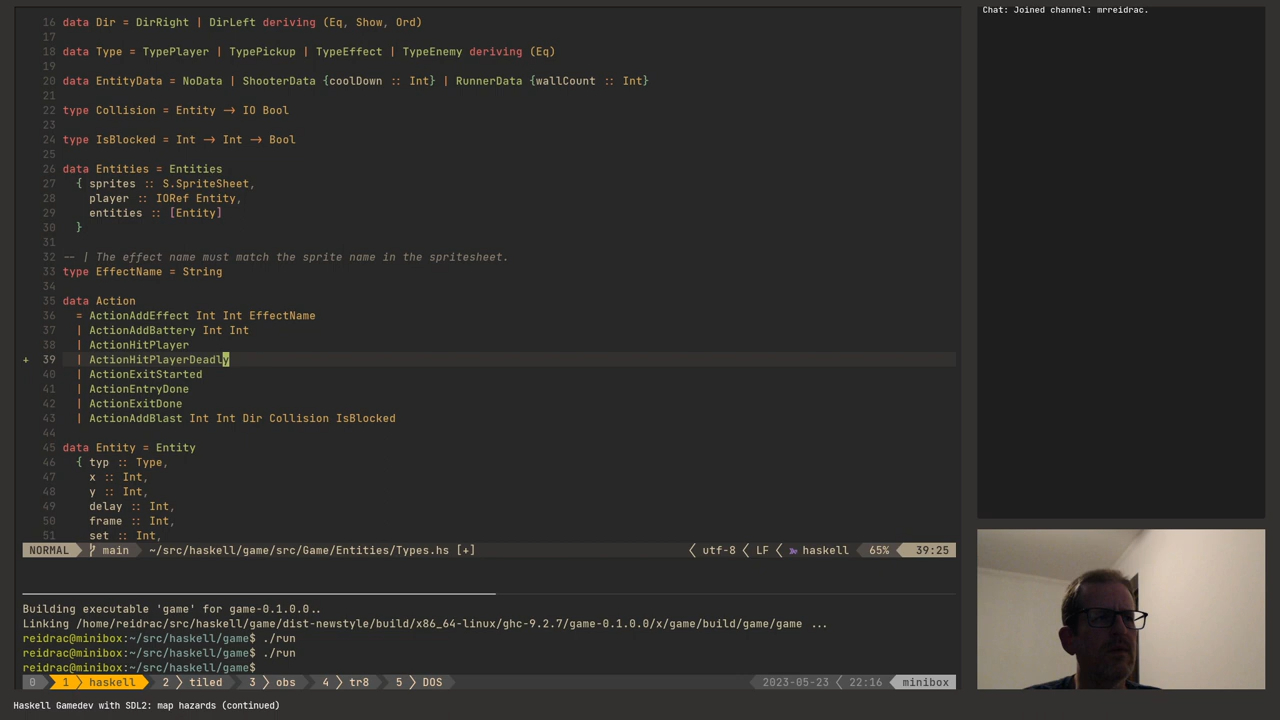 16 data Dir = DirRight | DirLeft deriving (Eq, Show, Ord)
17
18 data Type = TypePlayer | TypePickup | TypeEffect | TypeEnemy deriving (Eq)
19
20 data EntityData = NoData | ShooterData {coolDown :: Int} | RunnerData {wallCount :: Int}
21
22 type Collision = Entity → IO Bool
23
24 type IsBlocked = Int → Int → Bool
25
26 data Entities = Entities
27 { sprites :: S.SpriteSheet,
28 player :: IORef Entity,
29 entities :: [Entity]
30 }
31
32 -- | The effect name must match the sprite name in the spritesheet.
33 type EffectName = String
34
35 data Action
36 = ActionAddEffect Int Int EffectName
37 | ActionAddBattery Int Int
38 | ActionHitPlayer
+ 39 | ActionHitPlayerDeadly
40 | ActionExitStarted
41 | ActionEntryDone
42 | ActionExitDone
43 | ActionAddBlast Int Int Dir Collision IsBlocked
44
45 data Entity = Entity
46 { typ :: Type,
47 x :: Int,
48 y :: Int,
49 delay :: Int,
50 frame :: Int,
51 set :: Int,
NORMAL main ~/src/haskell/game/src/Game/Entities/Types.hs [+] utf-8 LF haskell 65% 39:25
Building executable 'game' for game-0.1.0.0..
Linking /home/reidrac/src/haskell/game/dist-newstyle/build/x86_64-linux/ghc-9.2.7/game-0.1.0.0/x/game/build/game/game ...
reidrac@minibox:~/src/haskell/game$ ./run
reidrac@minibox:~/src/haskell/game$ ./run
reidrac@minibox:~/src/haskell/game$
0 1 haskell 2 tiled 3 obs 4 tr8 5 DOS 2023-05-23 22:16 minibox
Haskell Gamedev with SDL2: map hazards (continued)
Chat: Joined channel: mrreidrac.